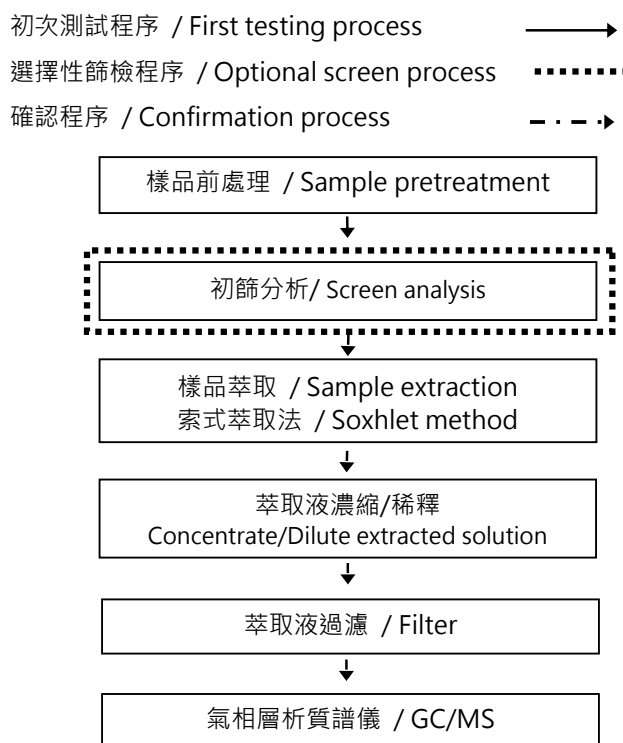 初次測試程序 / First testing process
選擇性篩檢程序 / Optional screen process
確認程序 / Confirmation process
樣品前處理 / Sample pretreatment
初篩分析/ Screen analysis
樣品萃取 / Sample extraction
索式萃取法 / Soxhlet method
萃取液濃縮/稀釋
Concentrate/Dilute extracted solution
萃取液過濾 / Filter
氣相層析質譜儀 / GC/MS